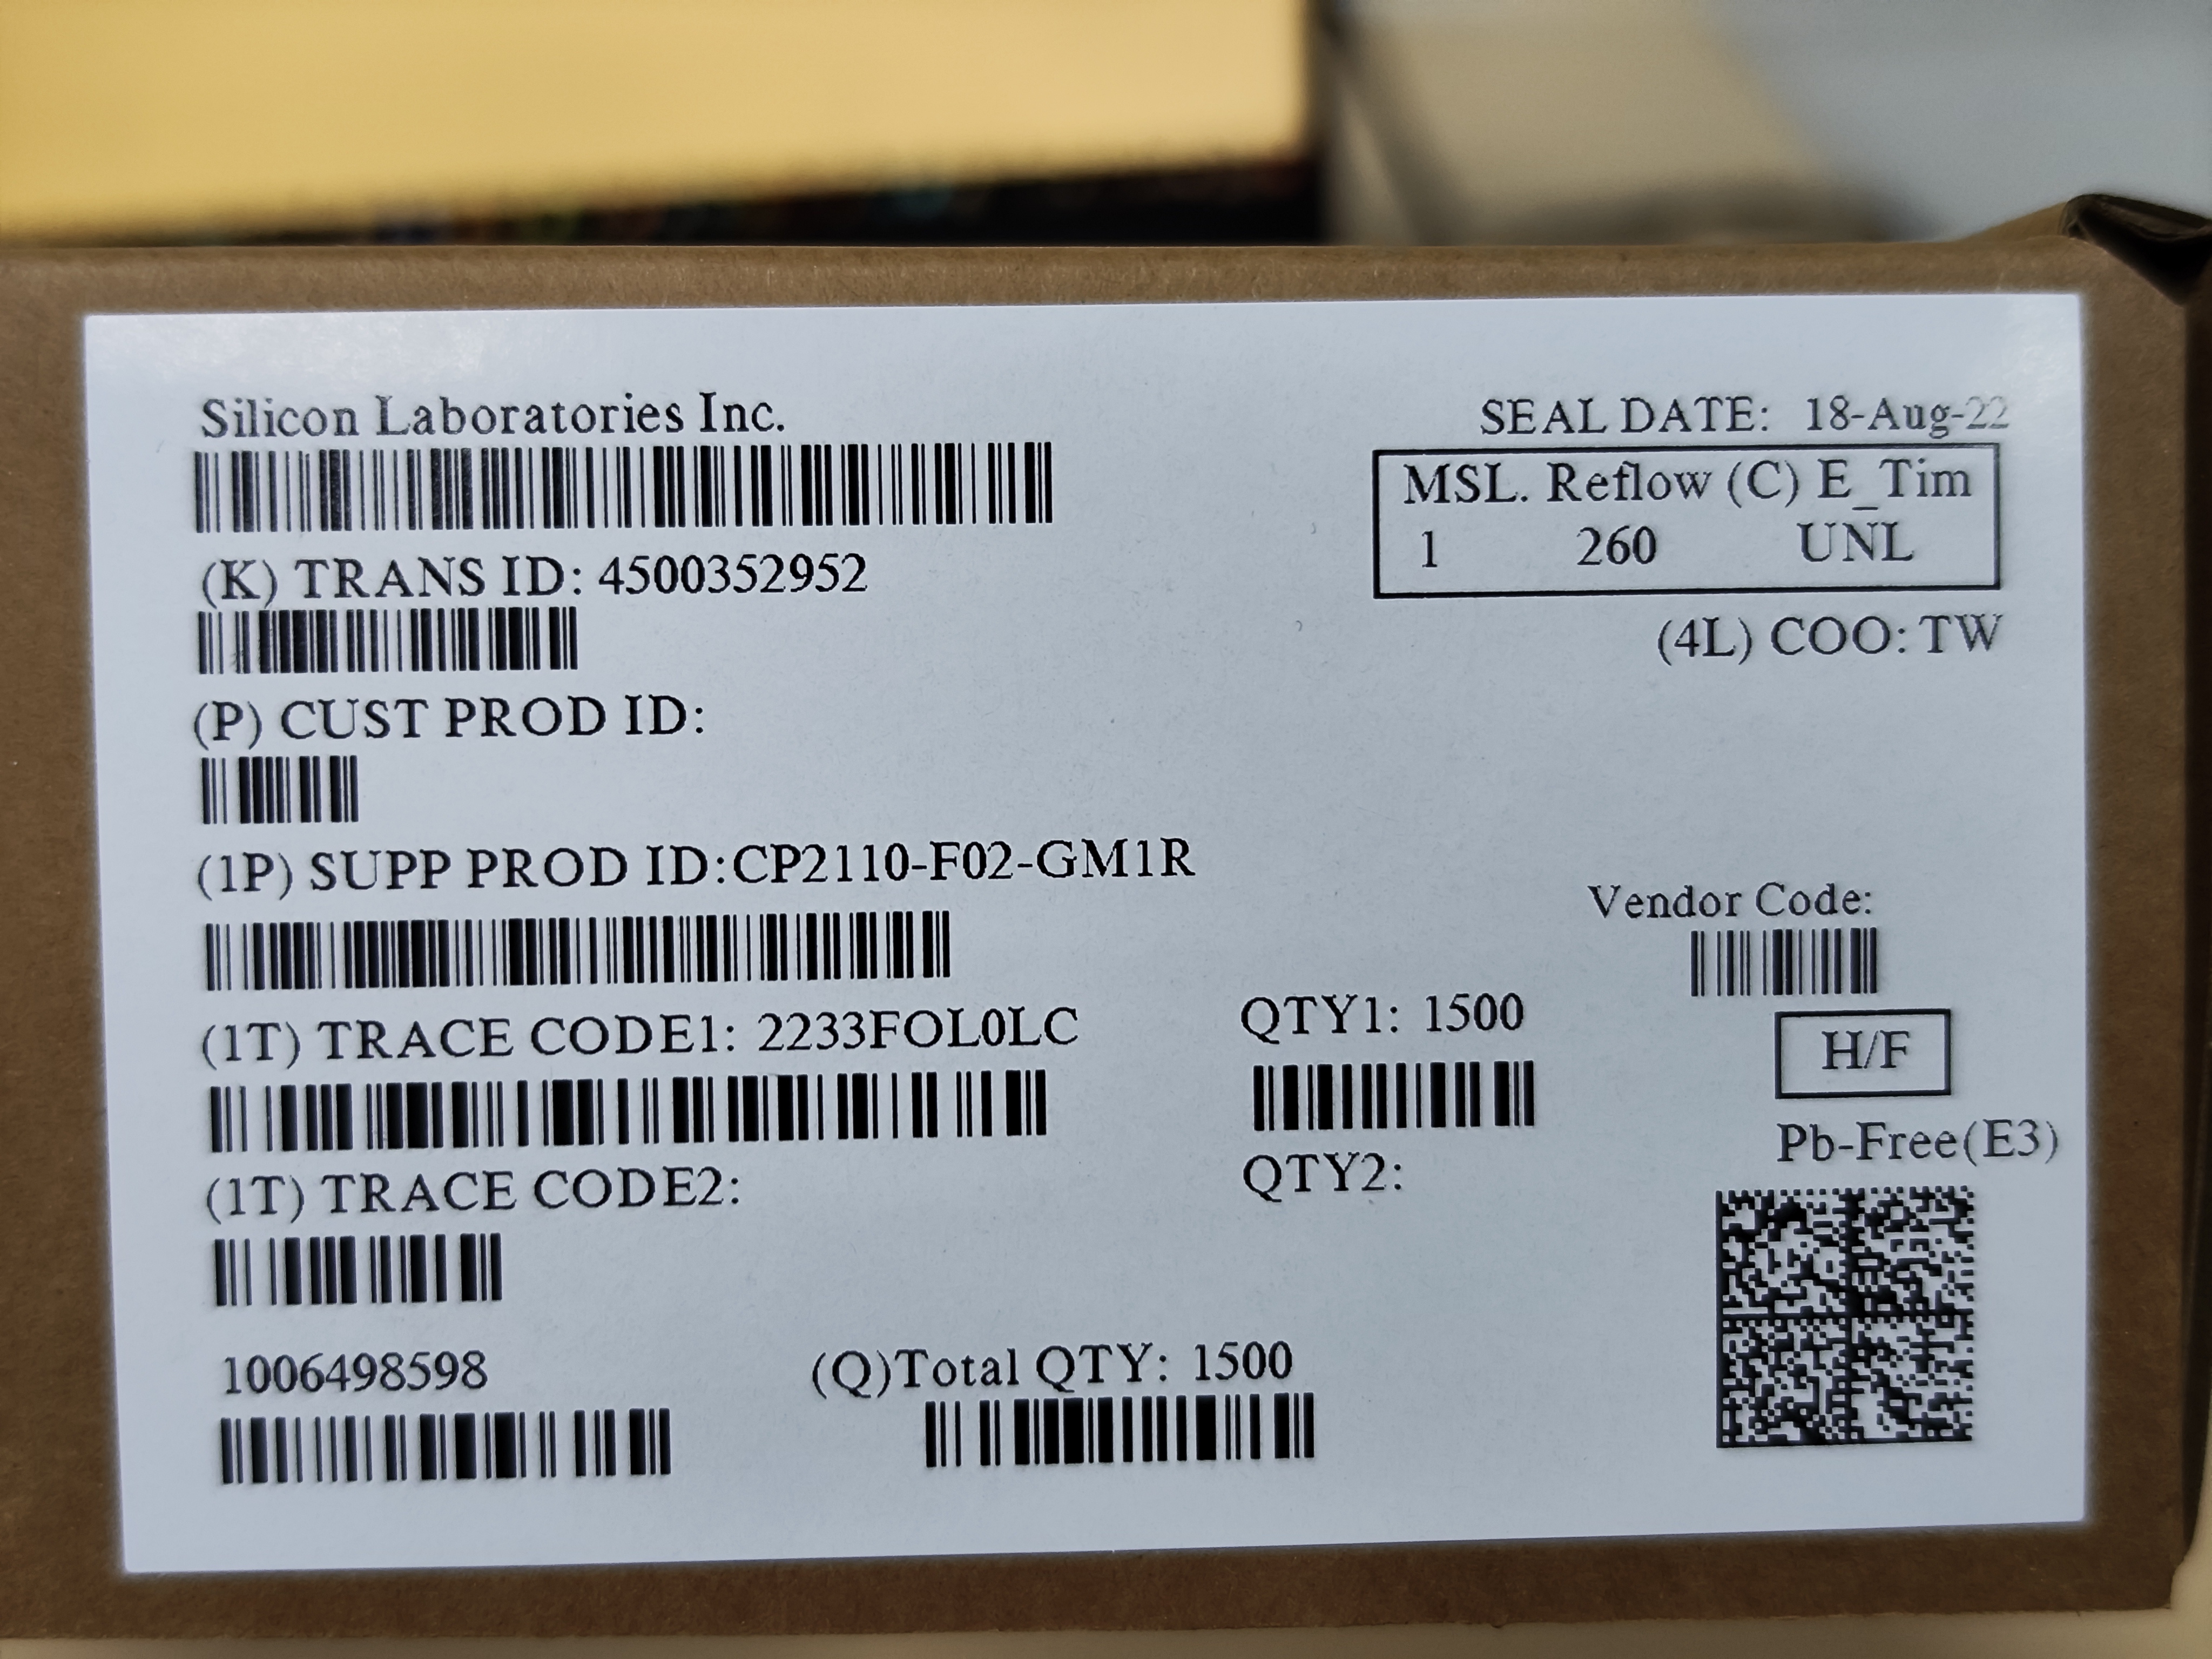 Silicon Laboratories Inc.
SEAL DATE: 18-Aug-22
MSL. Reflow (C) E_Tim
1 260 UNL
(K) TRANS ID: 4500352952
(4L) COO: TW
(P) CUST PROD ID:
(1P) SUPP PROD ID:CP2110-F02-GM1R
Vendor Code:
(1T) TRACE CODE1: 2233FOL0LC
QTY1: 1500
H/F
Pb-Free(E3)
(1T) TRACE CODE2:
QTY2:
1006498598
(Q)Total QTY: 1500